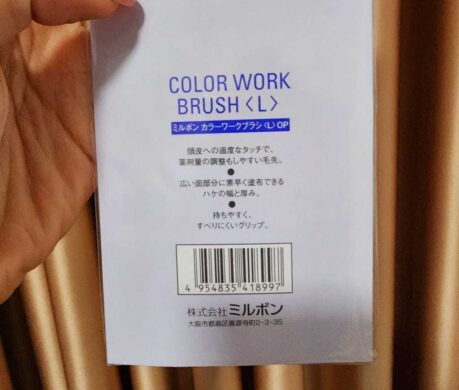 COLOR WORK
BRUSH〈L〉
ミルボン カラーワークブラシ〈L〉OP
頭皮への適度なタッチで、
薬剤量の調整もしやすい毛先。
●
広い面部分に素早く塗布できる
ハケの幅と厚み。
●
持ちやすく、
すべりにくいグリップ。
4 954835 418997
株式会社 ミルボン
大阪市都島区善源寺町2-3-35